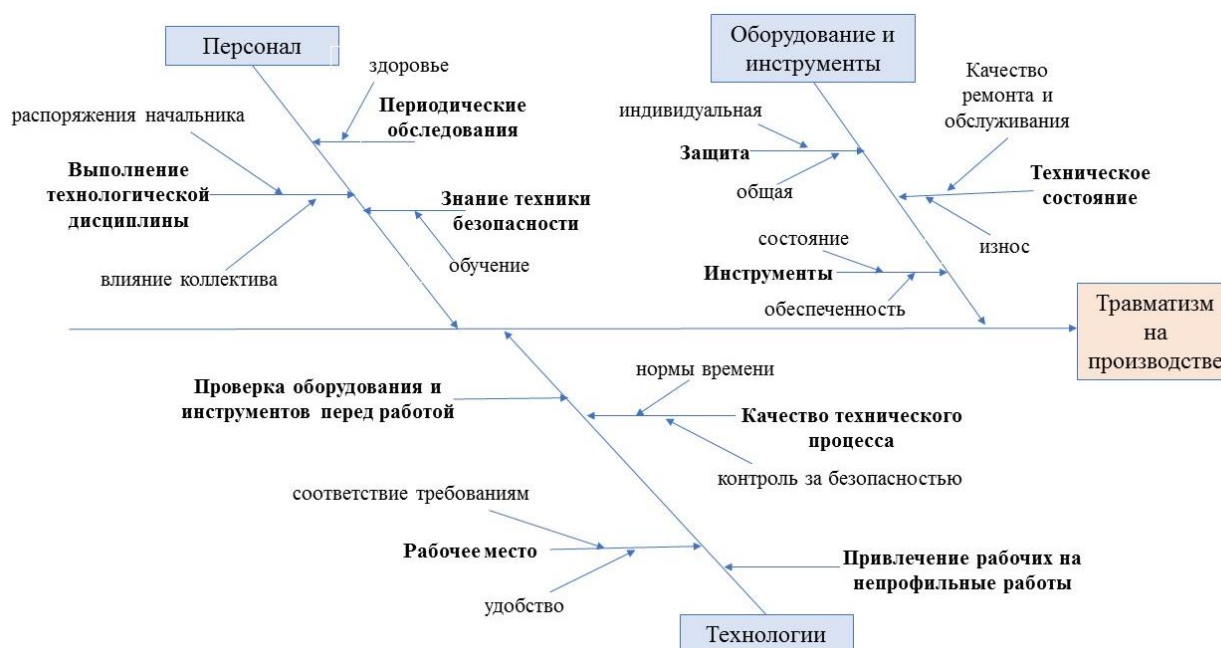 Персонал
здоровье
Периодические
обследования
распоряжения начальника
Выполнение
технологической
дисциплины
Знание техники
безопасности
обучение
влияние коллектива
Оборудование и
инструменты
Качество
ремонта и
обслуживания
индивидуальная
Защита
общая
Техническое
состояние
износ
состояние
Инструменты
обеспеченность
Травматизм
на
производстве
Проверка оборудования и
инструментов перед работой
нормы времени
Качество технического
процесса
контроль за безопасностью
соответствие требованиям
Рабочее место
удобство
Привлечение рабочих на
непрофильные работы
Технологии